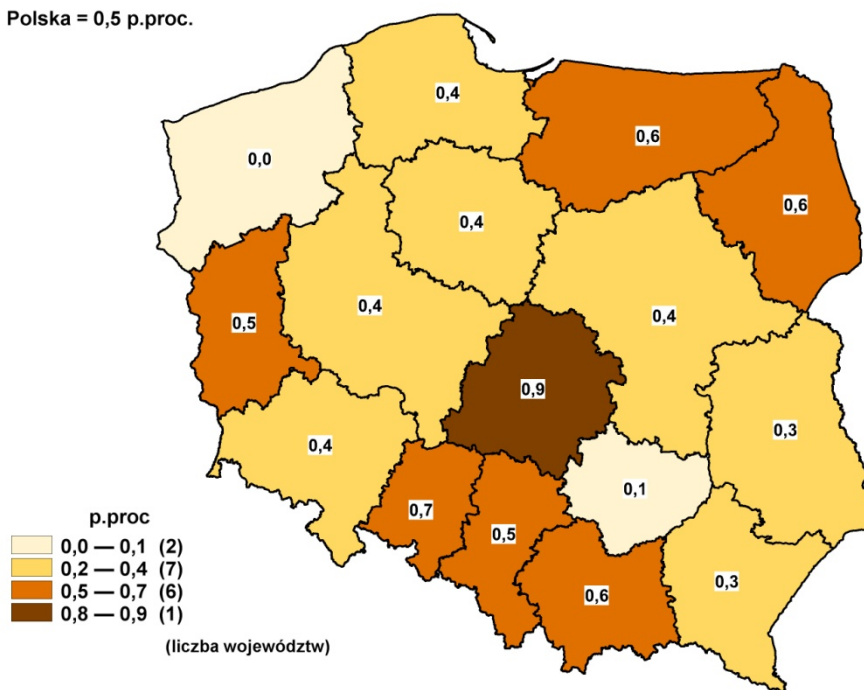 Polska = 0,5 p.proc.
0,4
0,6
0,0
0,6
0,4
0,4
0,5
0,4
0,9
0,3
0,4
0,1
0,7
0,5
0,6
0,3
p.proc
0,0 — 0,1 (2)
0,2 — 0,4 (7)
0,5 — 0,7 (6)
0,8 — 0,9 (1)
(liczba województw)